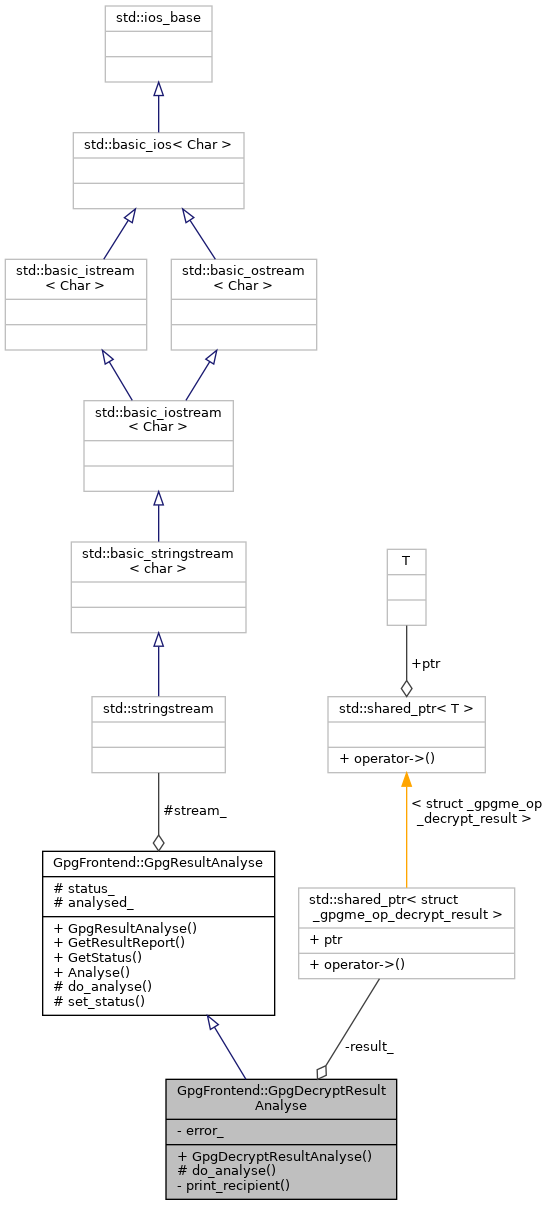 std::ios_base
std::basic_ios< Char >
std::basic_istream
< Char >
std::basic_ostream
< Char >
std::basic_iostream
< Char >
std::basic_stringstream
< char >
T
+ptr
std::stringstream
std::shared_ptr< T >
+ operator->()
#stream_
< struct _gpgme_op
_decrypt_result >
GpgFrontend::GpgResultAnalyse
# status_
# analysed_
+ GpgResultAnalyse()
+ GetResultReport()
+ GetStatus()
+ Analyse()
# do_analyse()
# set_status()
std::shared_ptr< struct
_gpgme_op_decrypt_result >
+ ptr
+ operator->()
-result_
GpgFrontend::GpgDecryptResult
Analyse
- error_
+ GpgDecryptResultAnalyse()
# do_analyse()
- print_recipient()